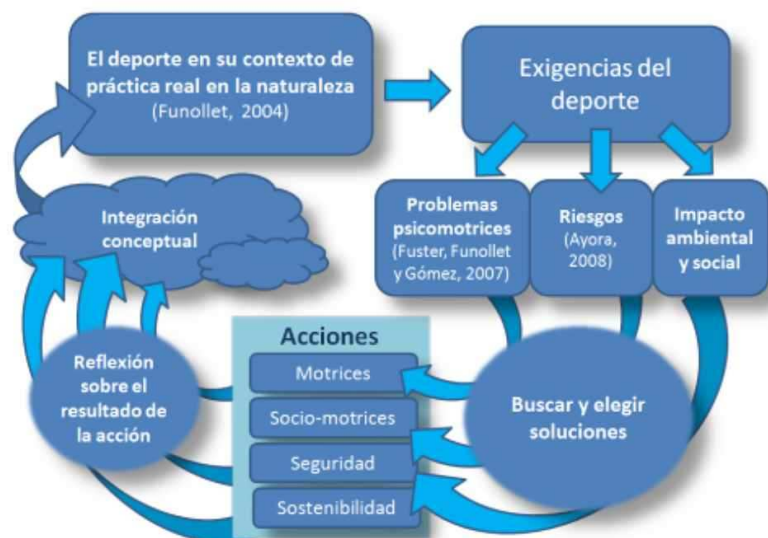 El deporte en su contexto de
práctica real en la naturaleza
(Funollet, 2004)
Exigencias del
deporte
Problemas
psicomotrices
(Fuster, Funollet
y Gómez, 2007)
Riesgos
(Ayora,
2008)
Impacto
ambiental
y social
Integración
conceptual
Acciones
Motrices
Socio-motrices
Seguridad
Sostenibilidad
Buscar y elegir
soluciones
Reflexión
sobre el
resultado de
la acción